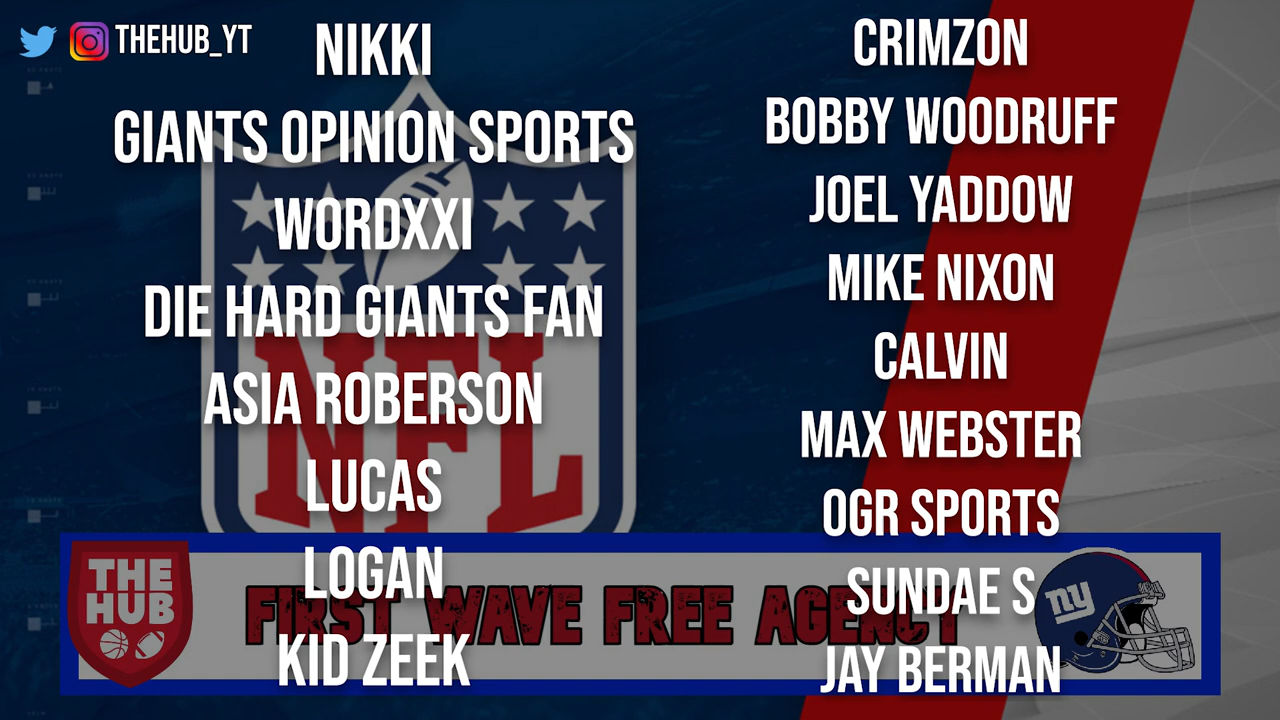 THEHUB_YT
NIKKI
GIANTS OPINION SPORTS
WORDXXI
DIE HARD GIANTS FAN
ASIA ROBERSON
LUCAS
LOGAN
KID ZEEK
CRIMZON
BOBBY WOODRUFF
JOEL YADDOW
MIKE NIXON
CALVIN
MAX WEBSTER
OGR SPORTS
SUNDAE S
JAY BERMAN
NFL
THE
HUB
FIRST WAVE FREE AGENCY
ny